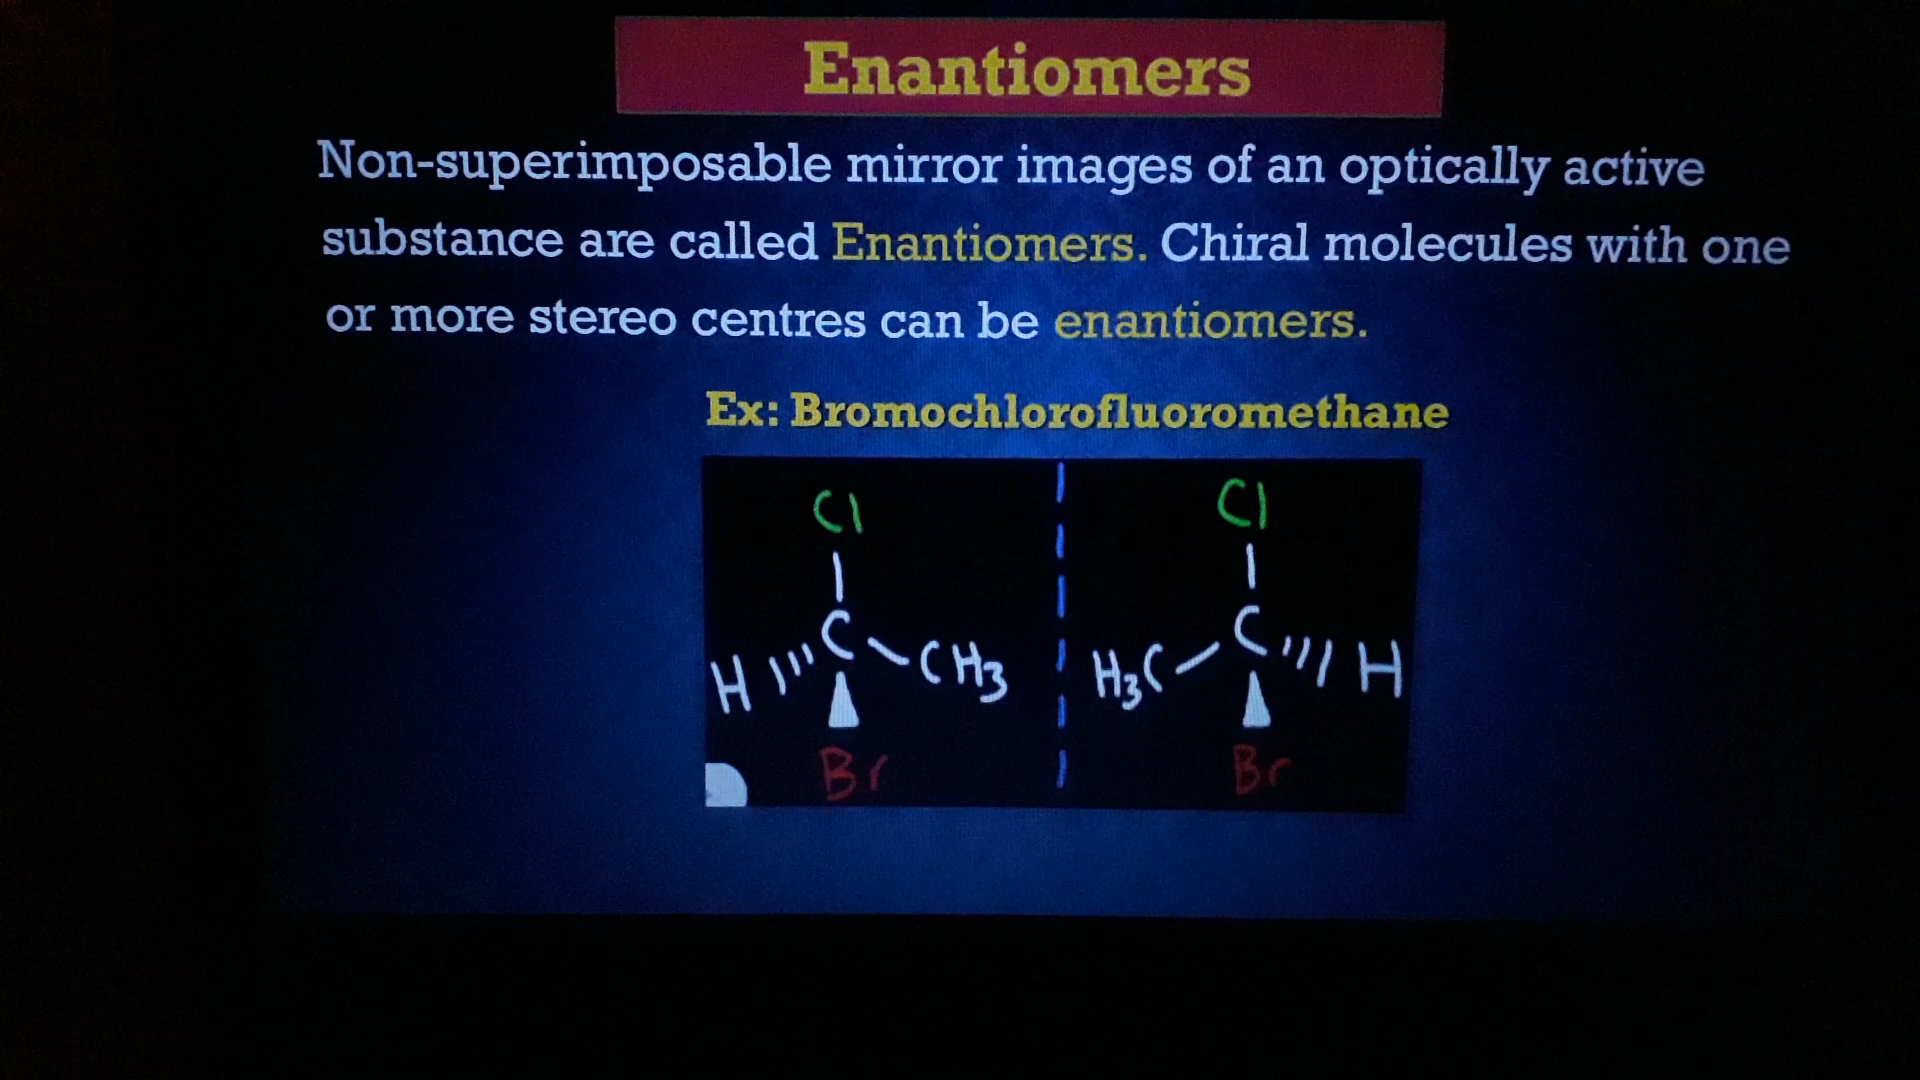 Enantiomers
Non-superimposable mirror images of an optically active
substance are called Enantiomers. Chiral molecules with one
or more stereo centres can be enantiomers.
Ex: Bromochlorofluoromethane
Cl Cl
C C
H CH3 H3C H
Br Br